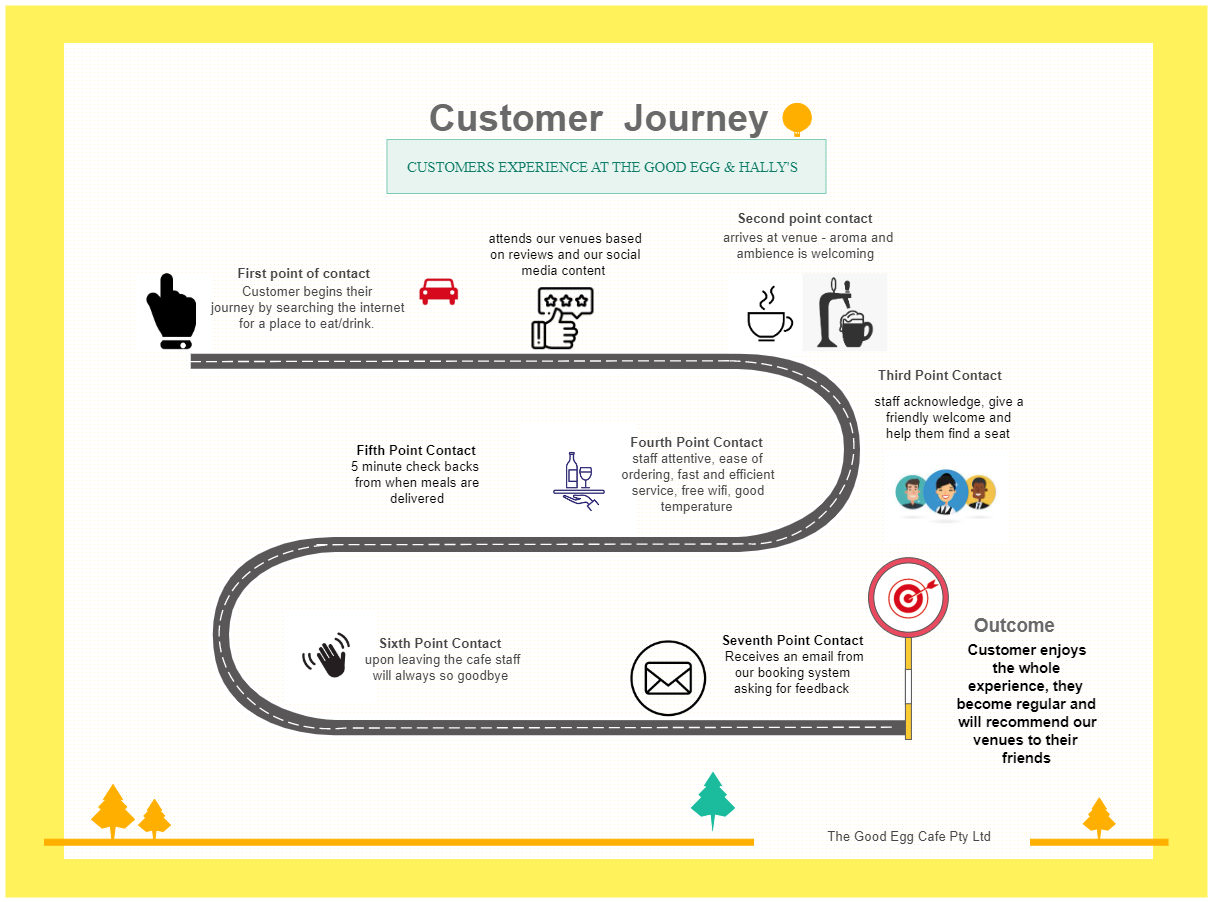 Customer Journey
CUSTOMERS EXPERIENCE AT THE GOOD EGG & HALLY'S
First point of contact
Customer begins their
journey by searching the internet
for a place to eat/drink.
attends our venues based
on reviews and our social
media content
Second point contact
arrives at venue - aroma and
ambience is welcoming
Third Point Contact
staff acknowledge, give a
friendly welcome and
help them find a seat
Fourth Point Contact
staff attentive, ease of
ordering, fast and efficient
service, free wifi, good
temperature
Fifth Point Contact
5 minute check backs
from when meals are
delivered
Sixth Point Contact
upon leaving the cafe staff
will always so goodbye
Seventh Point Contact
Receives an email from
our booking system
asking for feedback
Outcome
Customer enjoys
the whole
experience, they
become regular and
will recommend our
venues to their
friends
The Good Egg Cafe Pty Ltd